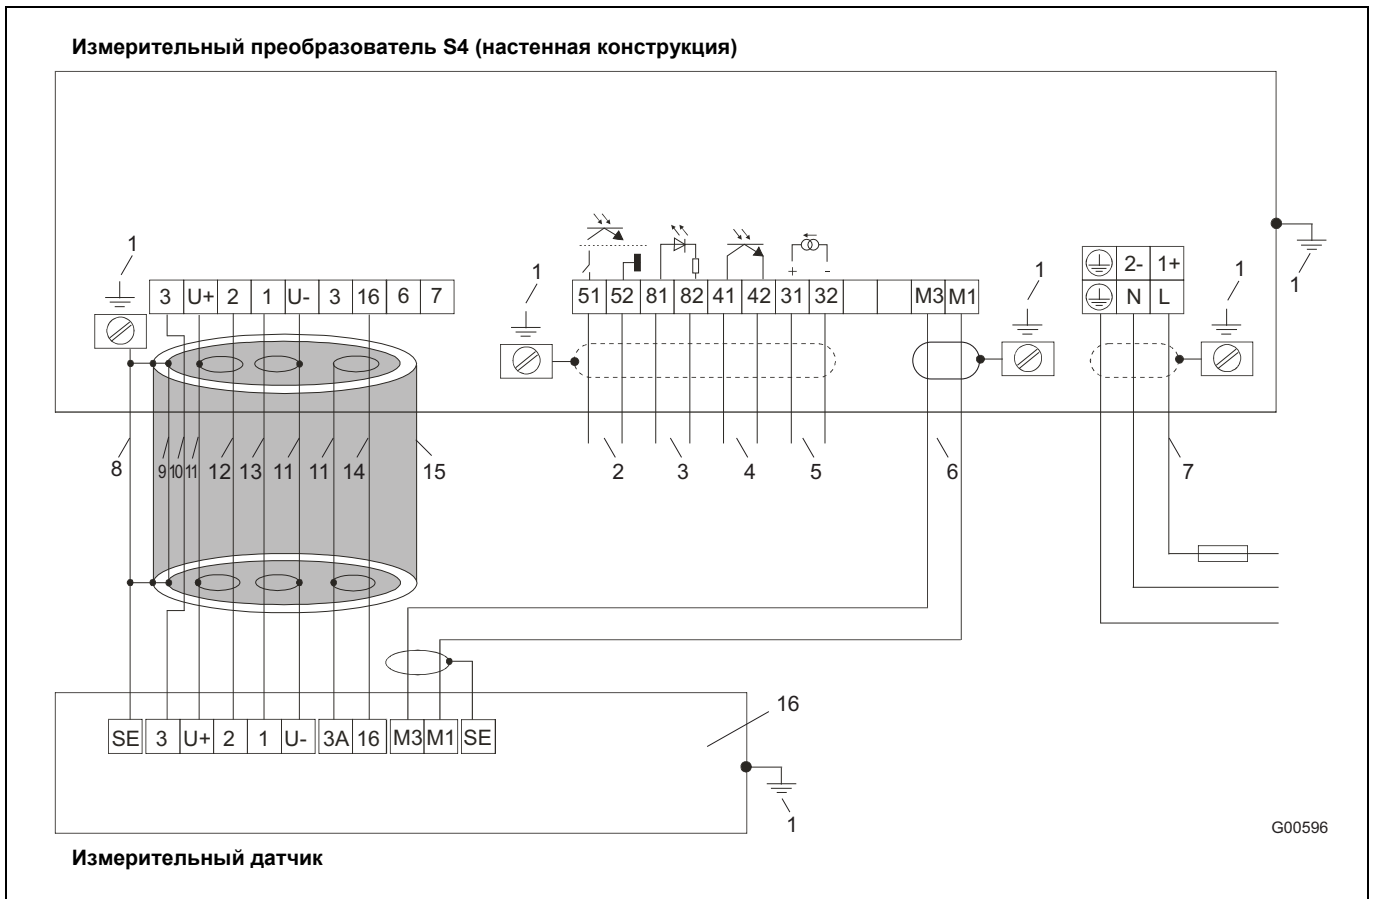 Измерительный преобразователь S4 (настенная конструкция)
1
3 U+ 2 1 U- 3 16 6 7
1
+ -
51 52 81 82 41 42 31 32 M3 M1
1
2- 1+
N L
1
1
8 9 10 11 12 13 11 11 14 15
2 3 4 5 6 7
SE 3 U+ 2 1 U- 3A 16 M3 M1 SE
16
1
G00596
Измерительный датчик